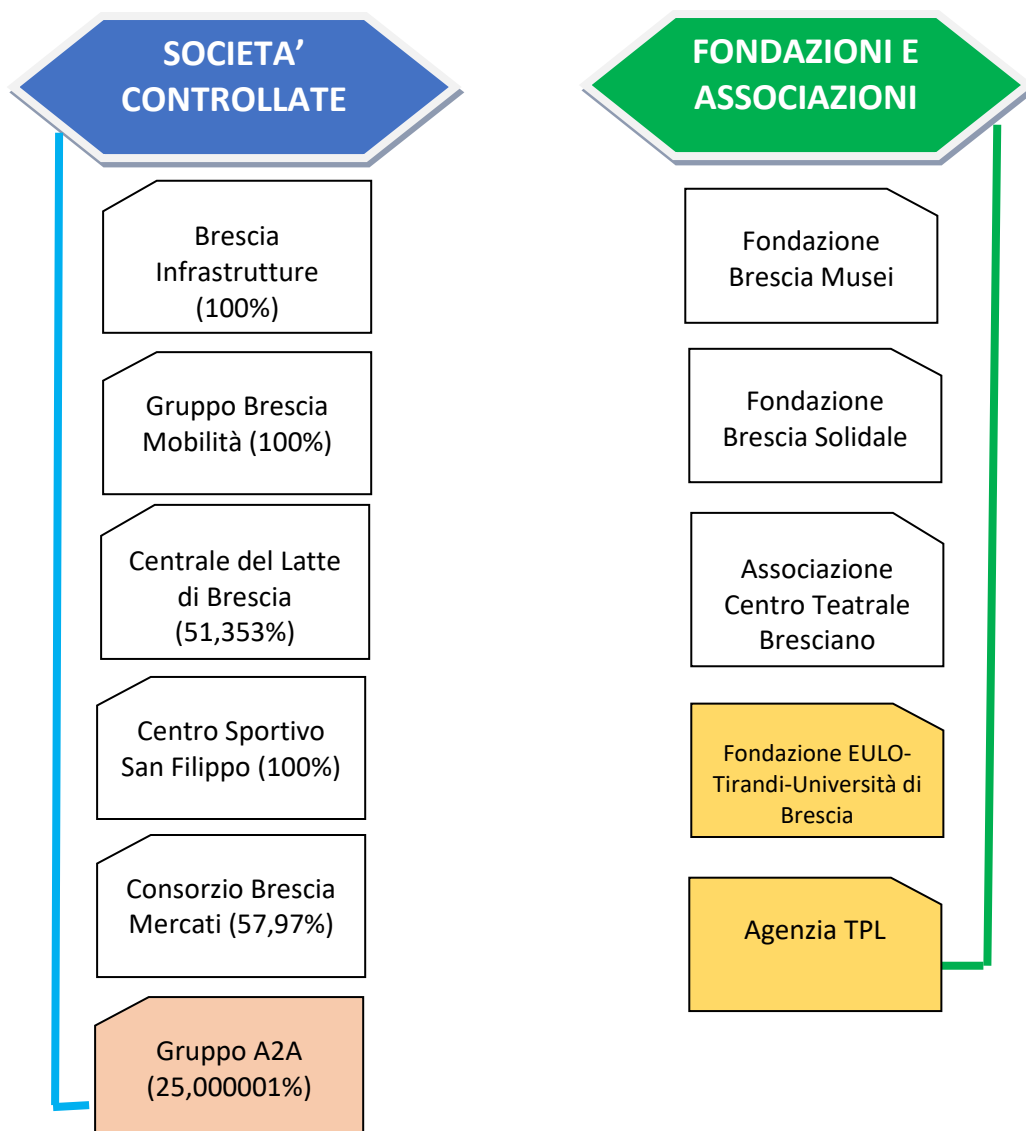 SOCIETA’
CONTROLLATE
Brescia
Infrastrutture
(100%)
Gruppo Brescia
Mobilità (100%)
Centrale del Latte
di Brescia
(51,353%)
Centro Sportivo
San Filippo (100%)
Consorzio Brescia
Mercati (57,97%)
Gruppo A2A
(25,000001%)
FONDAZIONI E
ASSOCIAZIONI
Fondazione
Brescia Musei
Fondazione
Brescia Solidale
Associazione
Centro Teatrale
Bresciano
Fondazione EULO-
Tirandi-Università di
Brescia
Agenzia TPL